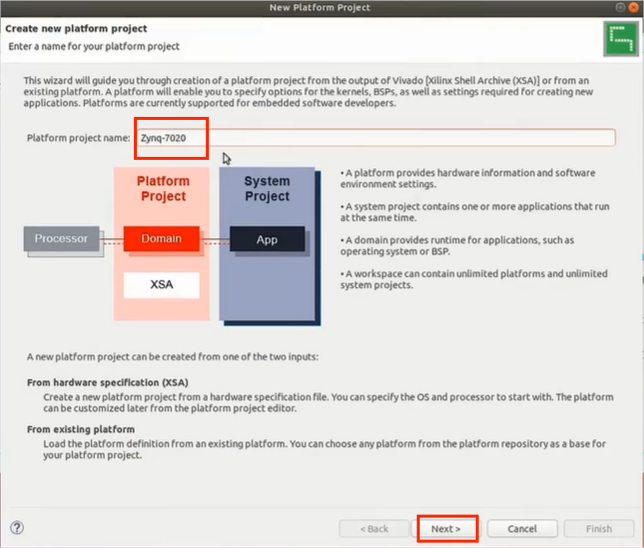 New Platform Project
Create new platform project
Enter a name for your platform project
This wizard will guide you through creation of a platform project from the output of Vivado [Xilinx Shell Archive (XSA)] or from an
existing platform. A platform will enable you to specify options for the kernels, BSPs, as well as settings required for creating new
applications. Platforms are currently supported for embedded software developers.
Platform project name: Zynq-7020
Platform
Project
System
Project
Processor
Domain
App
XSA
• A platform provides hardware information and software
environment settings.
• A system project contains one or more applications that run
at the same time.
• A domain provides runtime for applications, such as
operating system or BSP.
• A workspace can contain unlimited platforms and unlimited
system projects.
A new platform project can be created from one of the two inputs:
From hardware specification (XSA)
Create a new platform project from a hardware specification file. You can specify the OS and processor to start with. The platform
can be customized later from the platform project editor.
From existing platform
Load the platform definition from an existing platform. You can choose any platform from the platform repository as a base for
your platform project.
?
< Back
Next >
Cancel
Finish